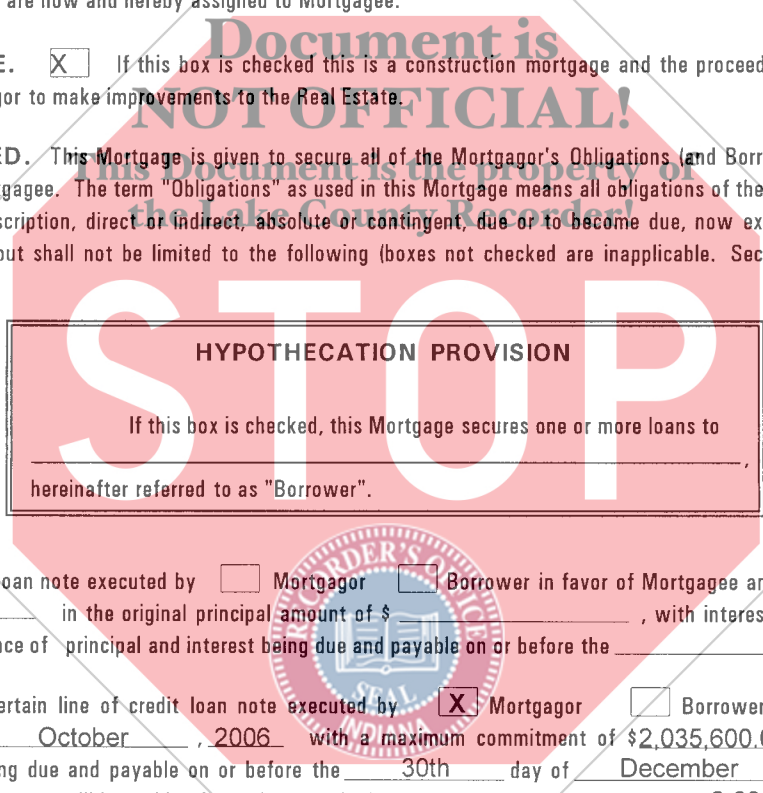 are now and hereby assigned to Mortgagee.
Document is
E. X If this box is checked this is a construction mortgage and the proceed
gor to make improvements to the Real Estate.
NOT OFFICIAL!
ED. This Mortgage is given to secure all of the Mortgagor's Obligations (and Borr
This Document is the property of
gagee. The term "Obligations" as used in this Mortgage means all obligations of the
the Lake County Recorder!
scription, direct or indirect, absolute or contingent, due or to become due, now ex
but shall not be limited to the following (boxes not checked are inapplicable. Sec
STOP
HYPOTHECATION PROVISION
If this box is checked, this Mortgage secures one or more loans to
,
hereinafter referred to as "Borrower".
RECORDER'S OFFICE
oan note executed by Mortgagor Borrower in favor of Mortgagee an
in the original principal amount of $ , with interes
ce of principal and interest being due and payable on or before the
SEAL
ertain line of credit loan note executed by X Mortgagor Borrower
INDIANA
October , 2006 with a maximum commitment of $2,035,600.0
ng due and payable on or before the 30th day of December